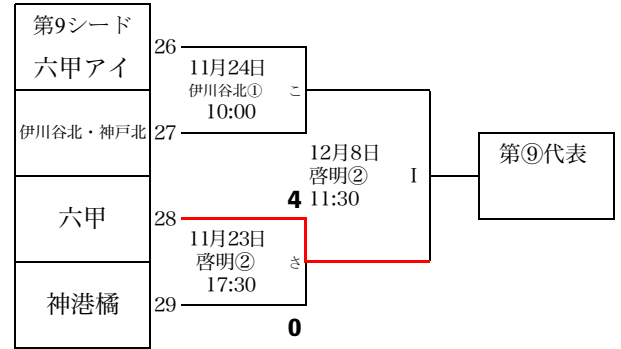 第9シード
六甲アイ
26
11月24日
伊川谷北①
こ
10:00
伊川谷北・神戸北
27
12月8日
啓明②
I
11:30
第⑨代表
六甲
28
4
11月23日
啓明②
さ
17:30
神港橘
29
0